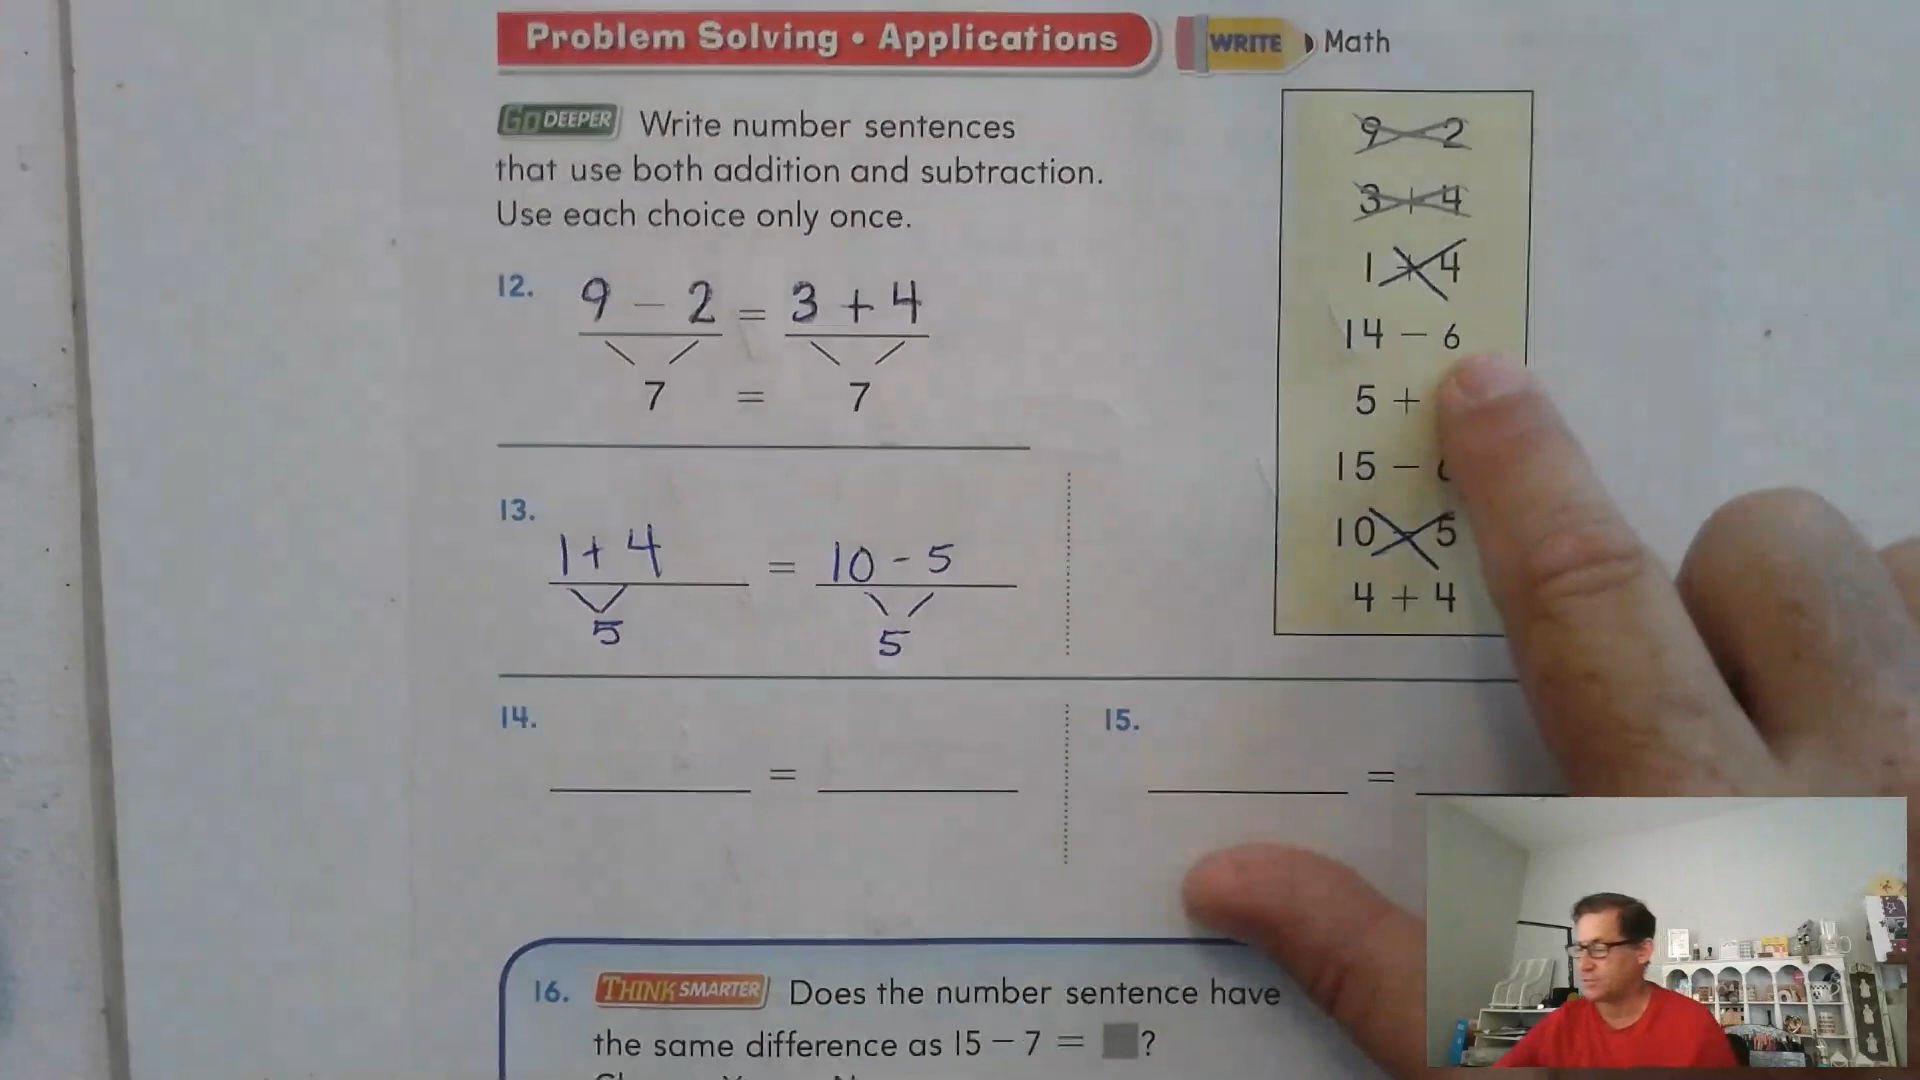 Problem Solving • Applications WRITE Math
Go DEEPER Write number sentences
that use both addition and subtraction.
Use each choice only once.
9 - 2
3 + 4
1 + 4
14 - 6
5 +
15 -
10 5
4 + 4
12. 9 - 2 = 3 + 4
7 = 7
13. 1 + 4 = 10 - 5
5 5
14. =
15. =
16. THINK SMARTER Does the number sentence have
the same difference as 15 - 7 = ?